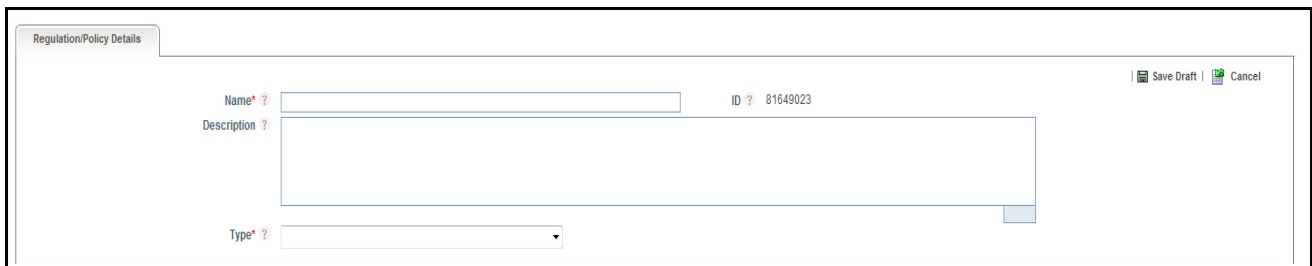 Regulation/Policy Details
| Save Draft | Cancel
Name* ? ID ? 81649023
Description ?
Type* ?